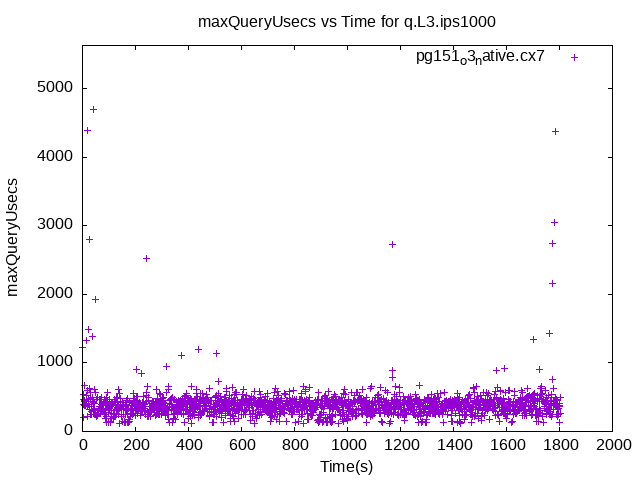 maxQueryUsecs vs Time for q.L3.ips1000
pg151o3native.cx7
maxQueryUsecs
5000
4000
3000
2000
1000
0
0 200 400 600 800 1000 1200 1400 1600 1800 2000
Time(s)